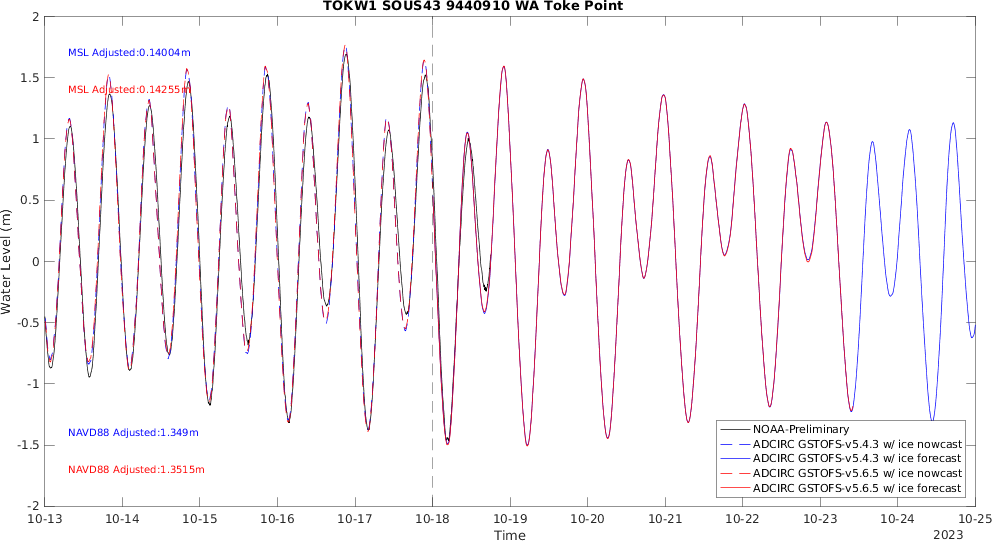 TOKW1 SOUS43 9440910 WA Toke Point
2
1.5
1
0.5
0
-0.5
-1
-1.5
-2
Water Level (m)
MSL Adjusted:0.14004m
MSL Adjusted:0.14255m
NAVD88 Adjusted:1.349m
NAVD88 Adjusted:1.3515m
NOAA-Preliminary
ADCIRC GSTOFS-v5.4.3 w/ ice nowcast
ADCIRC GSTOFS-v5.4.3 w/ ice forecast
ADCIRC GSTOFS-v5.6.5 w/ ice nowcast
ADCIRC GSTOFS-v5.6.5 w/ ice forecast
10-13 10-14 10-15 10-16 10-17 10-18 10-19 10-20 10-21 10-22 10-23 10-24 10-25
Time
2023